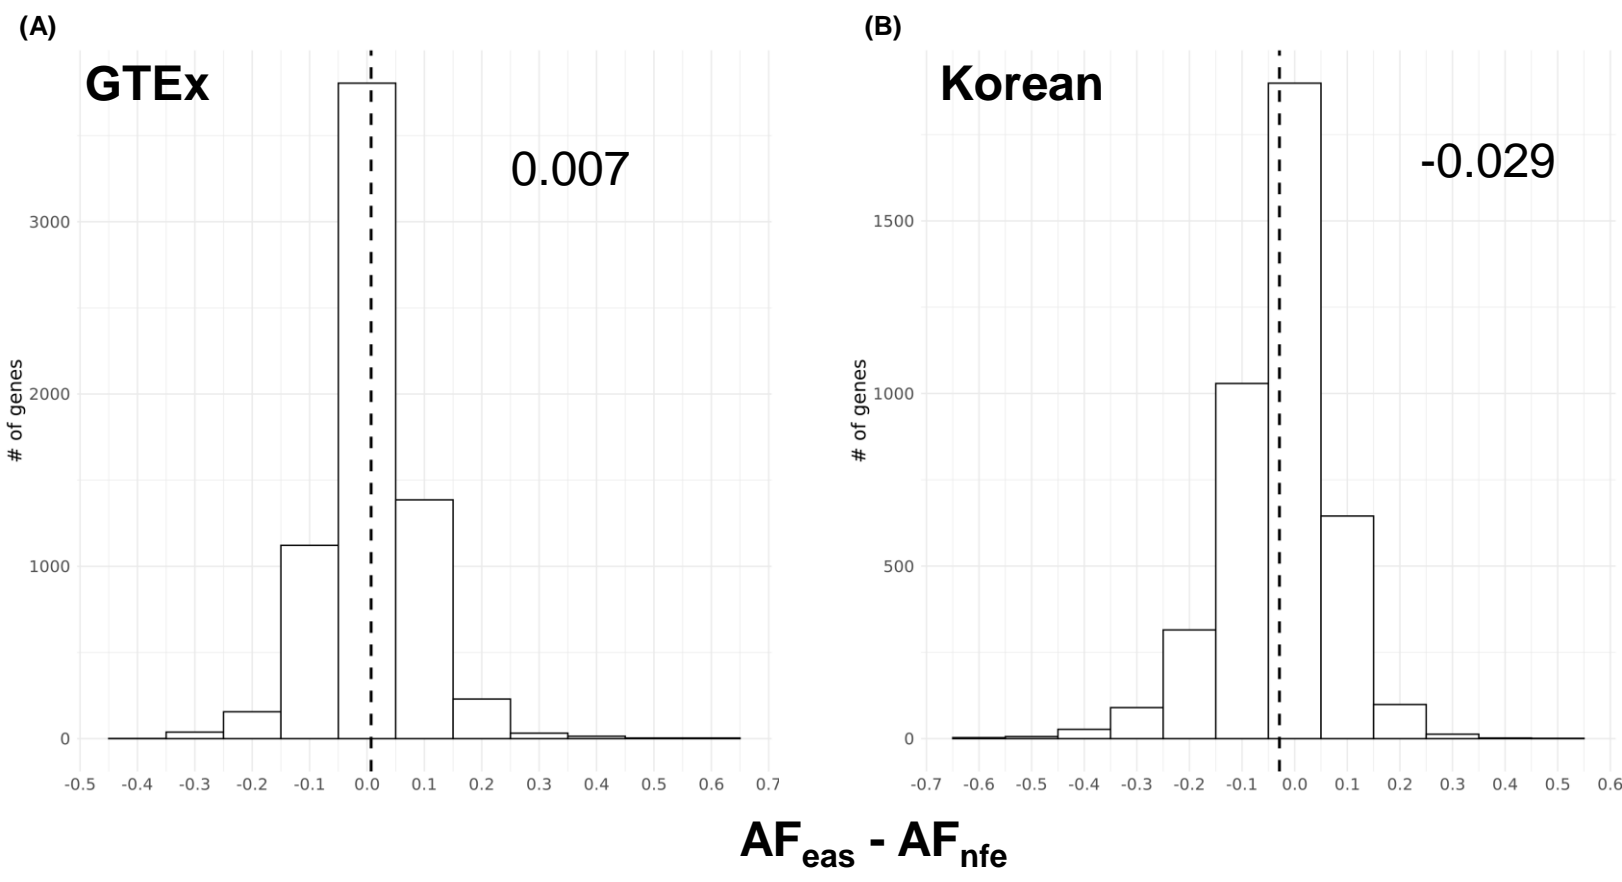 (A)
GTEx
0.007
# of genes
3000
2000
1000
0
-0.5 -0.4 -0.3 -0.2 -0.1 0.0 0.1 0.2 0.3 0.4 0.5 0.6 0.7
(B)
Korean
-0.029
# of genes
1500
1000
500
0
-0.7 -0.6 -0.5 -0.4 -0.3 -0.2 -0.1 0.0 0.1 0.2 0.3 0.4 0.5 0.6
AFeas - AFnfe